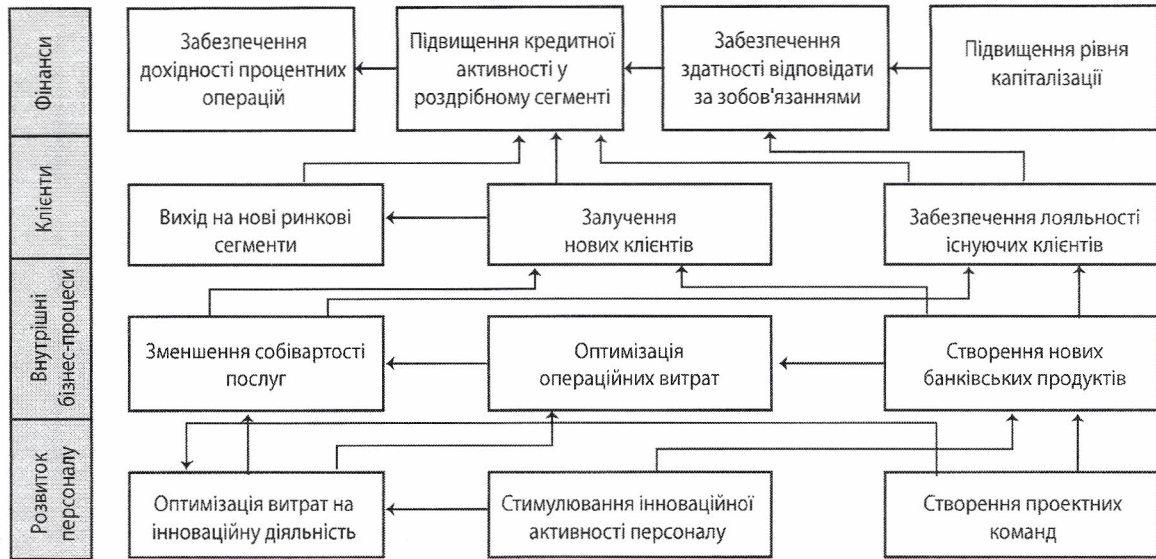 Фінанси
Забезпечення
дохідності процентних
операцій
Підвищення кредитної
активності у
роздрібному сегменті
Забезпечення
здатності відповідати
за зобов'язаннями
Підвищення рівня
капіталізації
Клієнти
Вихід на нові ринкові
сегменти
Залучення
нових клієнтів
Забезпечення лояльності
існуючих клієнтів
Внутрішні
бізнес-процеси
Зменшення собівартості
послуг
Оптимізація
операційних витрат
Створення нових
банківських продуктів
Розвиток
персоналу
Оптимізація витрат на
інноваційну діяльність
Стимулювання інноваційної
активності персоналу
Створення проектних
команд